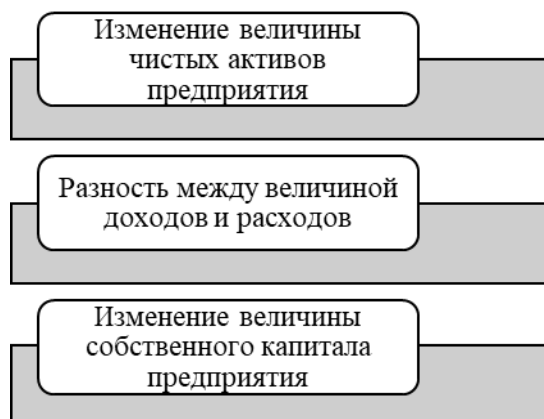 Изменение величины
чистых активов
предприятия
Разность между величиной
доходов и расходов
Изменение величины
собственного капитала
предприятия